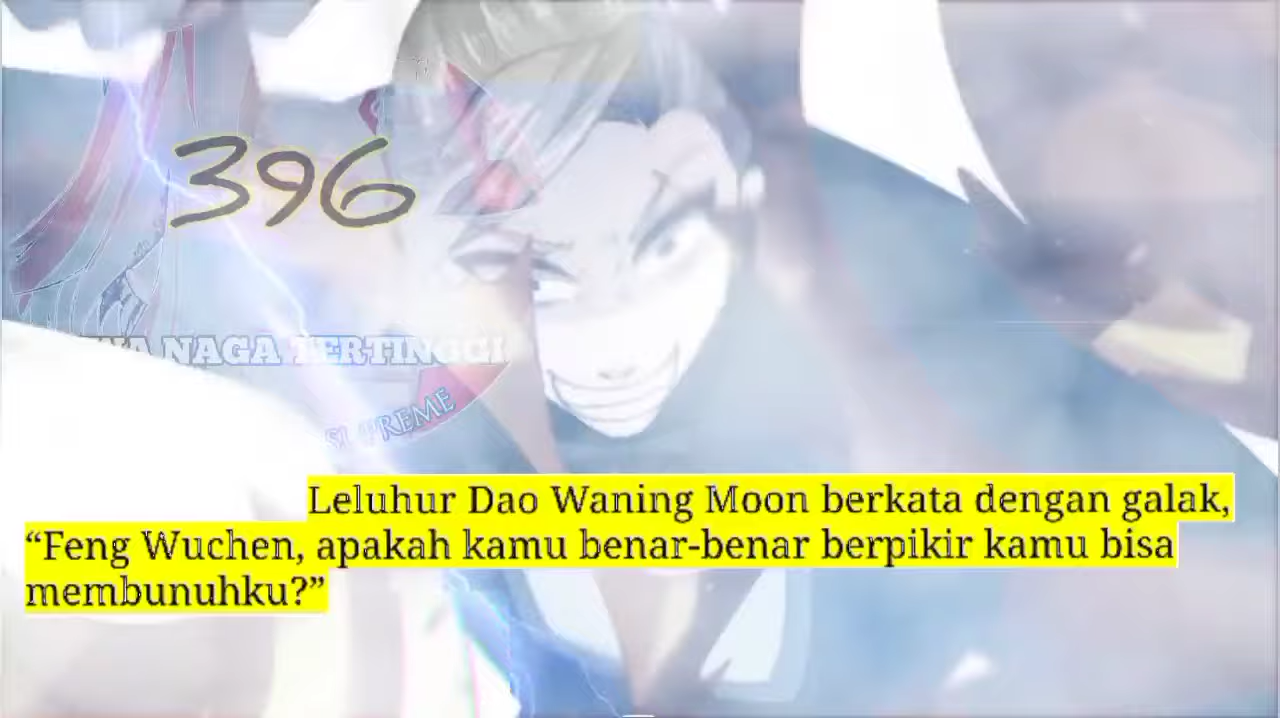 396
NAGA TERTINGGI
SUPREME
Leluhur Dao Waning Moon berkata dengan galak,
“Feng Wuchen, apakah kamu benar-benar berpikir kamu bisa
membunuhku?”